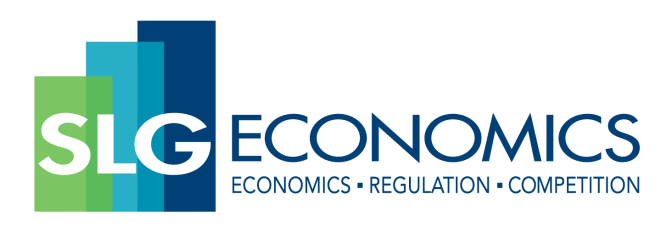 SLG ECONOMICS
ECONOMICS ▪ REGULATION ▪ COMPETITION